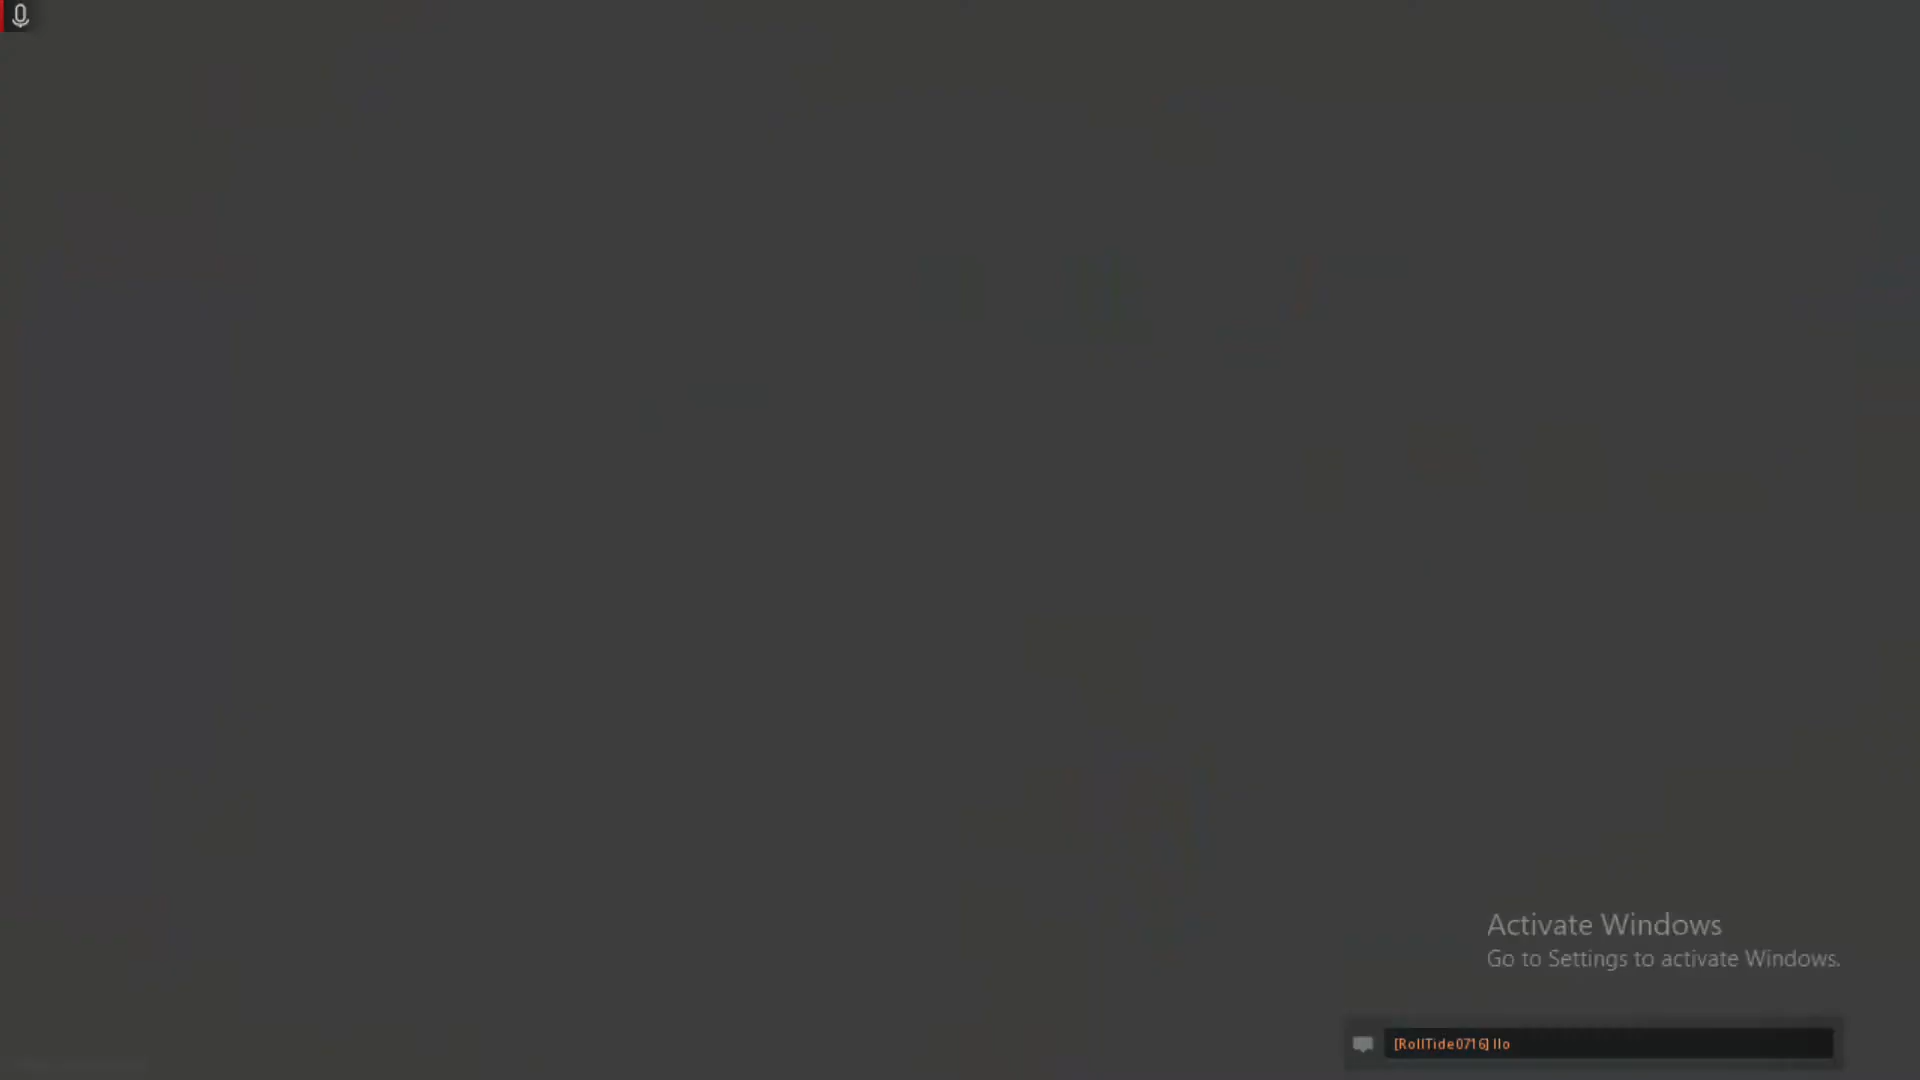 Activate Windows
Go to Settings to activate Windows.
[RollTide0716] llo